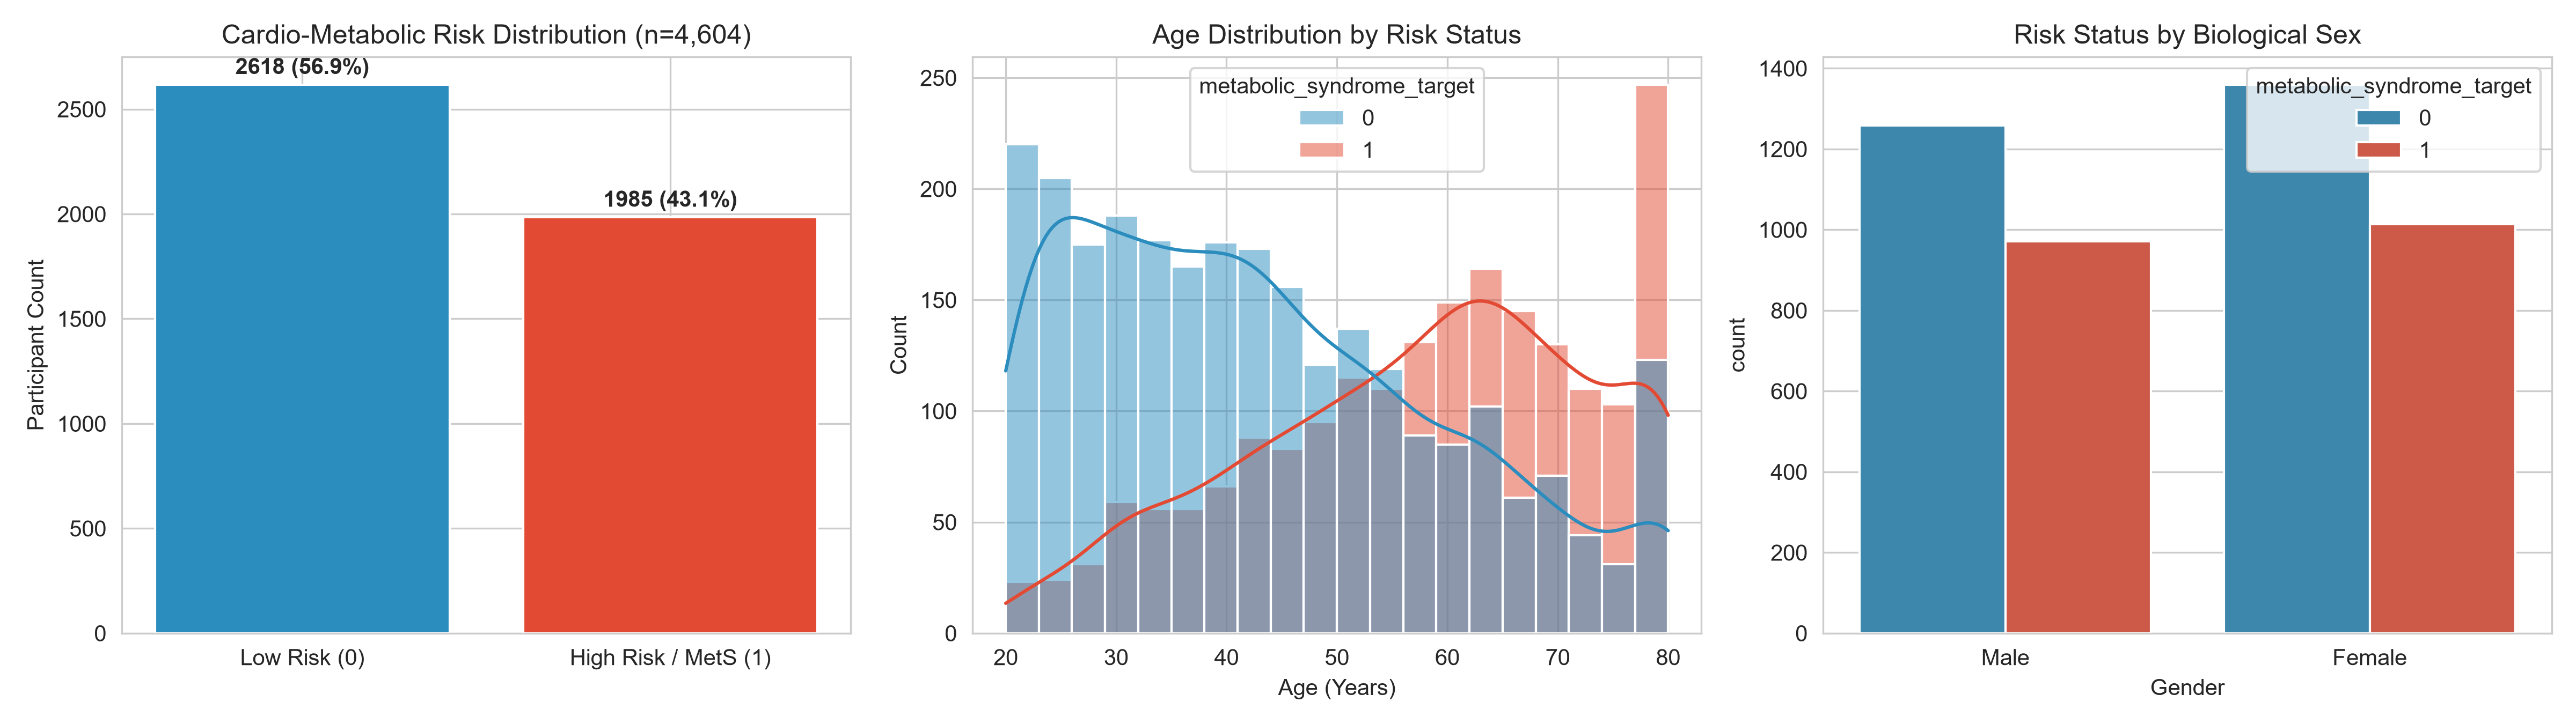 Cardio-Metabolic Risk Distribution (n=4,604)
2618 (56.9%)
1985 (43.1%)
2500
2000
1500
1000
500
0
Participant Count
Low Risk (0)
High Risk / MetS (1)
Age Distribution by Risk Status
metabolic_syndrome_target
0
1
250
200
150
100
50
0
Count
20
30
40
50
60
70
80
Age (Years)
Risk Status by Biological Sex
metabolic_syndrome_target
0
1
1400
1200
1000
800
600
400
200
0
count
Male
Female
Gender